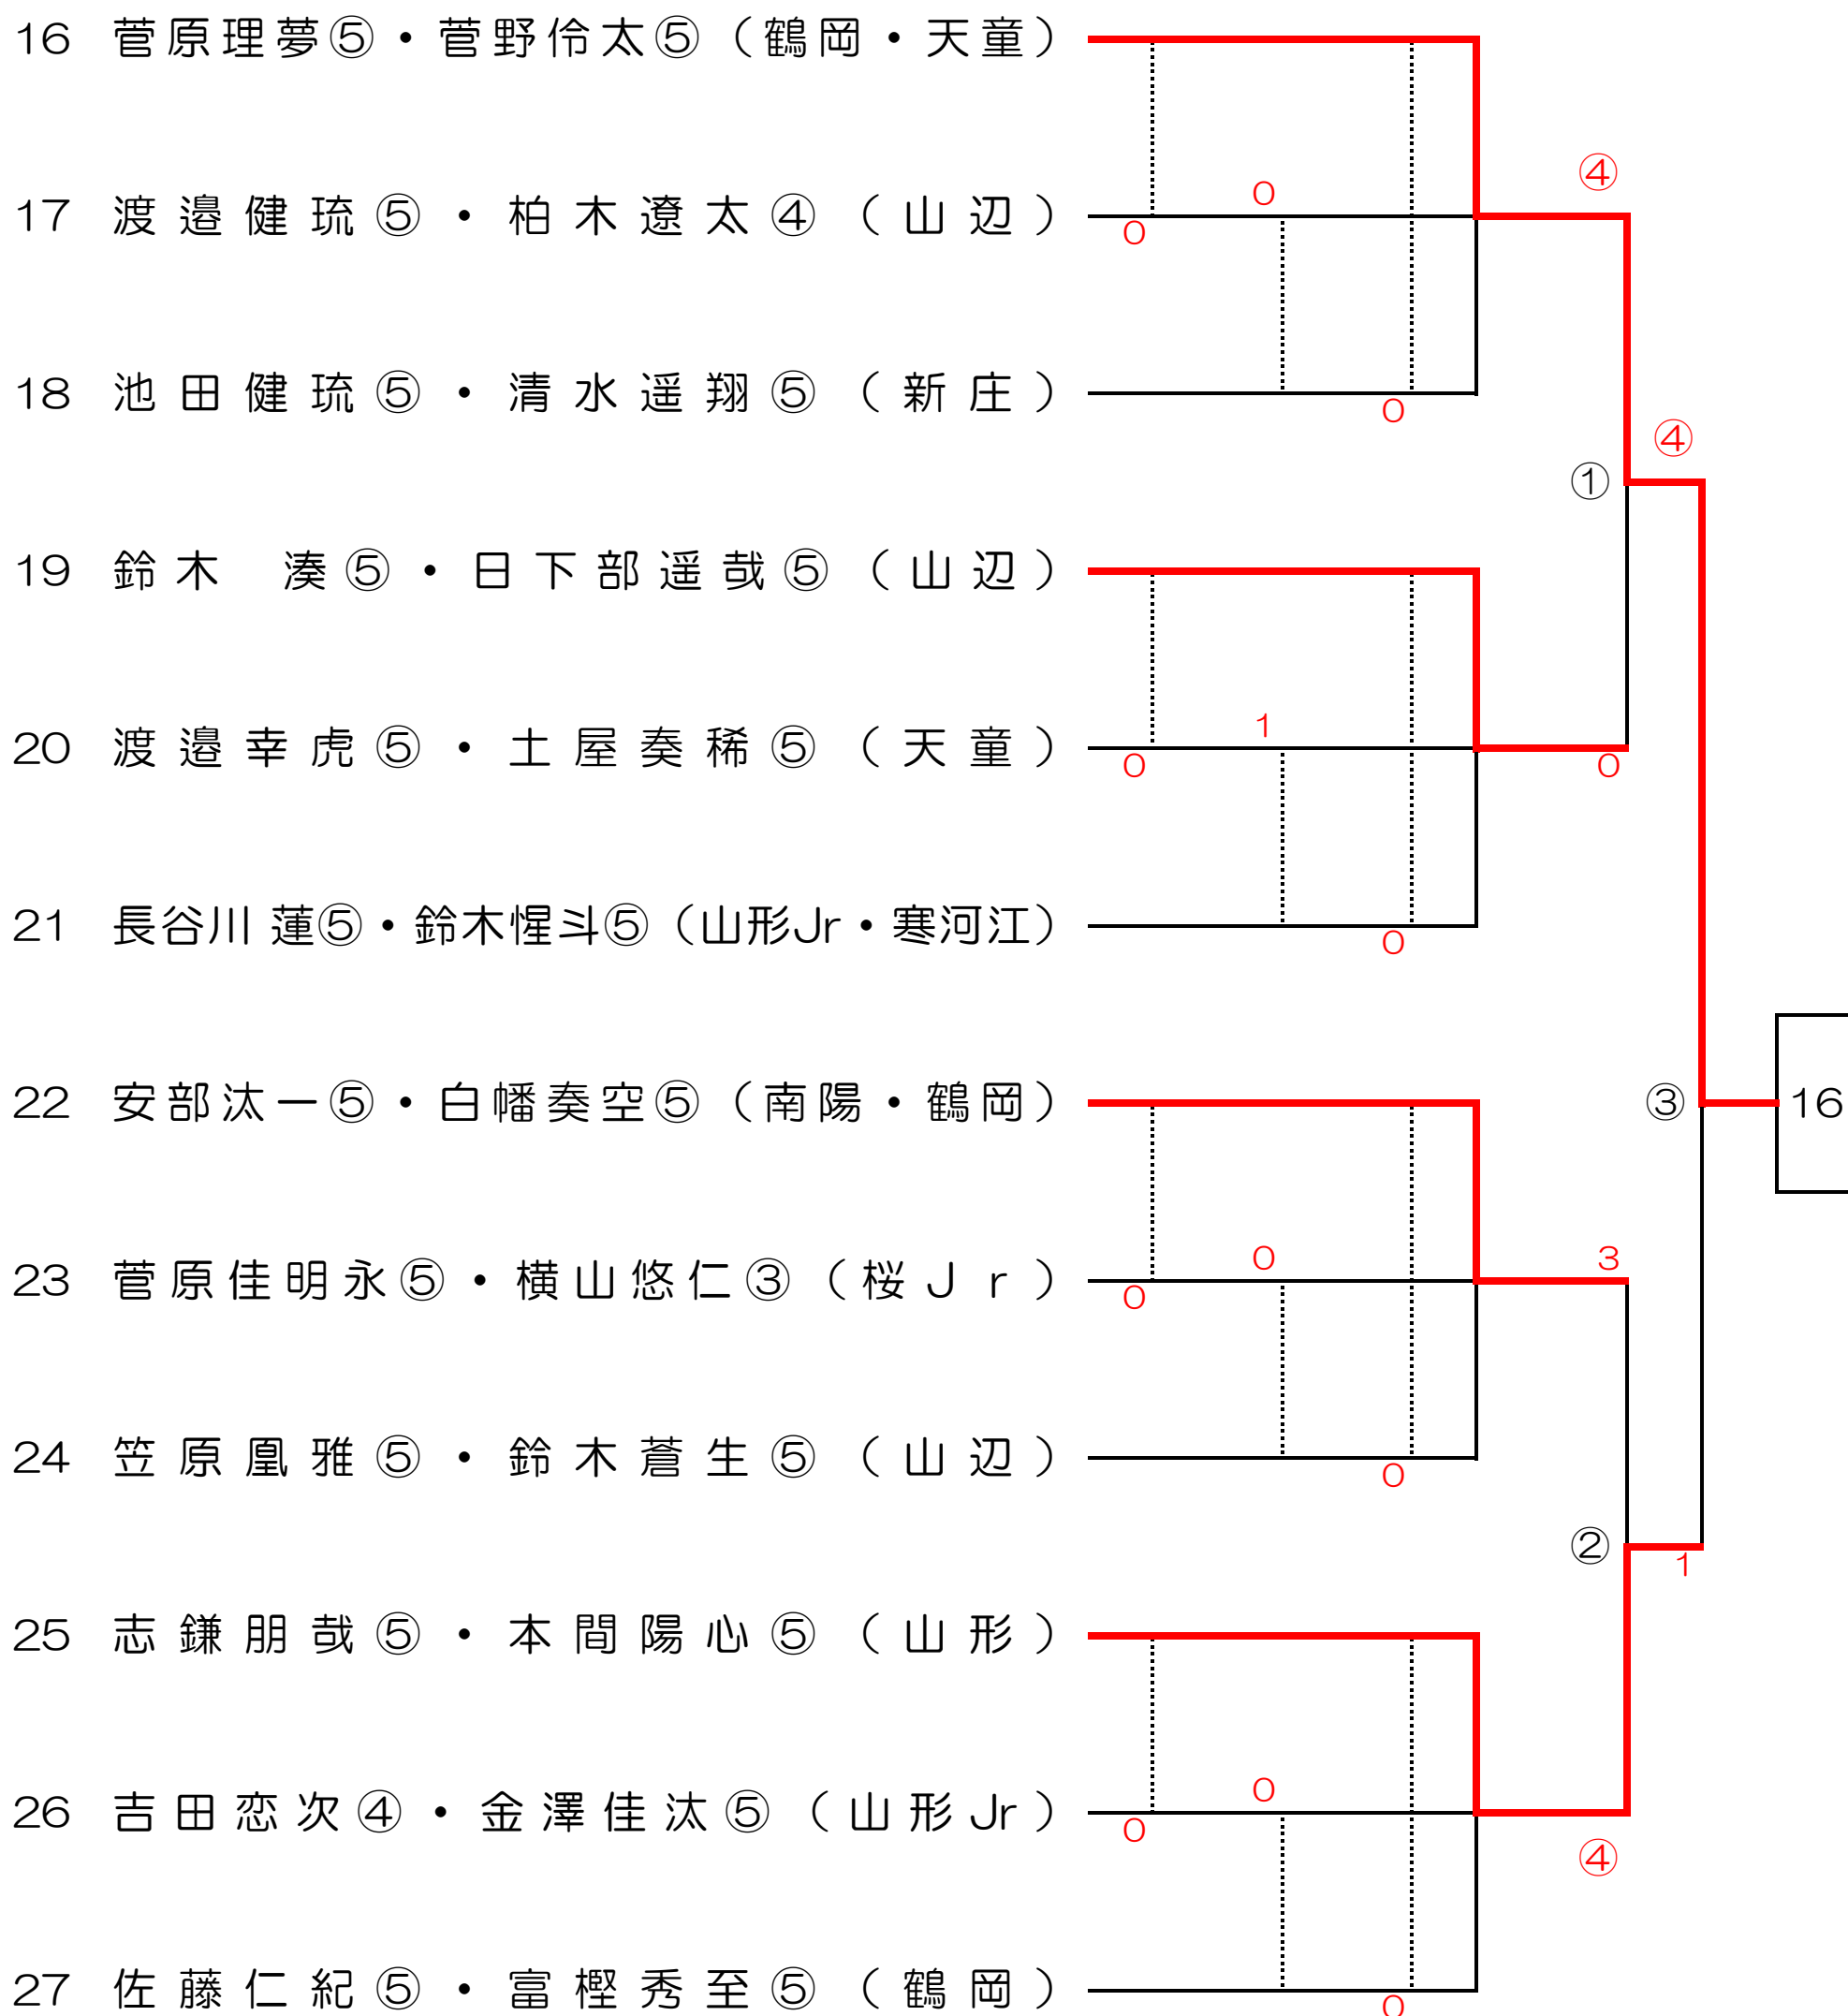 16 菅原理夢⑤・菅野伶太⑤（鶴岡・天童）
④
0
17 渡邉健琉⑤・柏木遼太④（山辺）
0
18 池田健琉⑤・清水遥翔⑤（新庄）
0
④
①
19 鈴木　湊⑤・日下部遥哉⑤（山辺）
1
20 渡邉幸虎⑤・土屋奏稀⑤（天童）
0
0
21 長谷川 蓮⑤・鈴木惺斗⑤（山形Jr・寒河江）
0
22 安部汰一⑤・白幡奏空⑤（南陽・鶴岡）
③
16
0
3
23 菅原佳明永⑤・横山悠仁③（桜Ｊｒ）
0
24 笠原凰雅⑤・鈴木蒼生⑤（山辺）
0
②
1
25 志鎌朋哉⑤・本間陽心⑤（山形）
0
26 吉田恋次④・金澤佳汰⑤（山形Jr）
0
④
27 佐藤仁紀⑤・富樫秀至⑤（鶴岡）
0